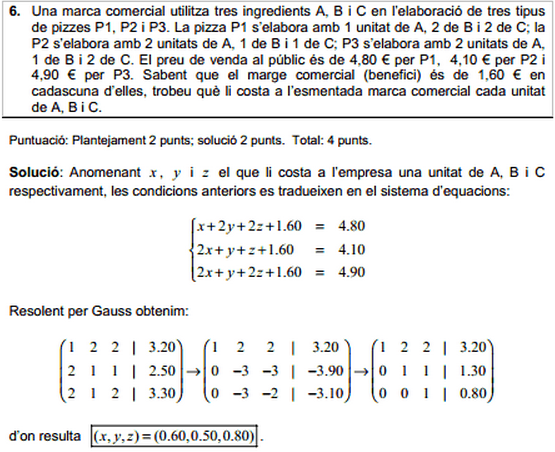 6. Una marca comercial utilitza tres ingredients A, B i C en l'elaboració de tres tipus
de pizzes P1, P2 i P3. La pizza P1 s'elabora amb 1 unitat de A, 2 de B i 2 de C; la
P2 s'elabora amb 2 unitats de A, 1 de B i 1 de C; P3 s'elabora amb 2 unitats de A,
1 de B i 2 de C. El preu de venda al públic és de 4,80 € per P1, 4,10 € per P2 i
4,90 € per P3. Sabent que el marge comercial (benefici) és de 1,60 € en
cadascuna d'elles, trobeu què li costa a l'esmentada marca comercial cada unitat
de A, B i C.
Puntuació: Plantejament 2 punts; solució 2 punts. Total: 4 punts.
Solució: Anomenant x, y i z el que li costa a l'empresa una unitat de A, B i C
respectivament, les condicions anteriors es tradueixen en el sistema d'equacions:
x+2y+2z+1.60 = 4.80
2x+y+z+1.60 = 4.10
2x+y+2z+1.60 = 4.90
Resolent per Gauss obtenim:
(1 2 2 | 3.20) (1 2 2 | 3.20) (1 2 2 | 3.20)
(2 1 1 | 2.50) → (0 −3 −3 | −3.90) → (0 1 1 | 1.30)
(2 1 2 | 3.30) (0 −3 −2 | −3.10) (0 0 1 | 0.80)
d'on resulta (x,y,z)=(0.60,0.50,0.80).